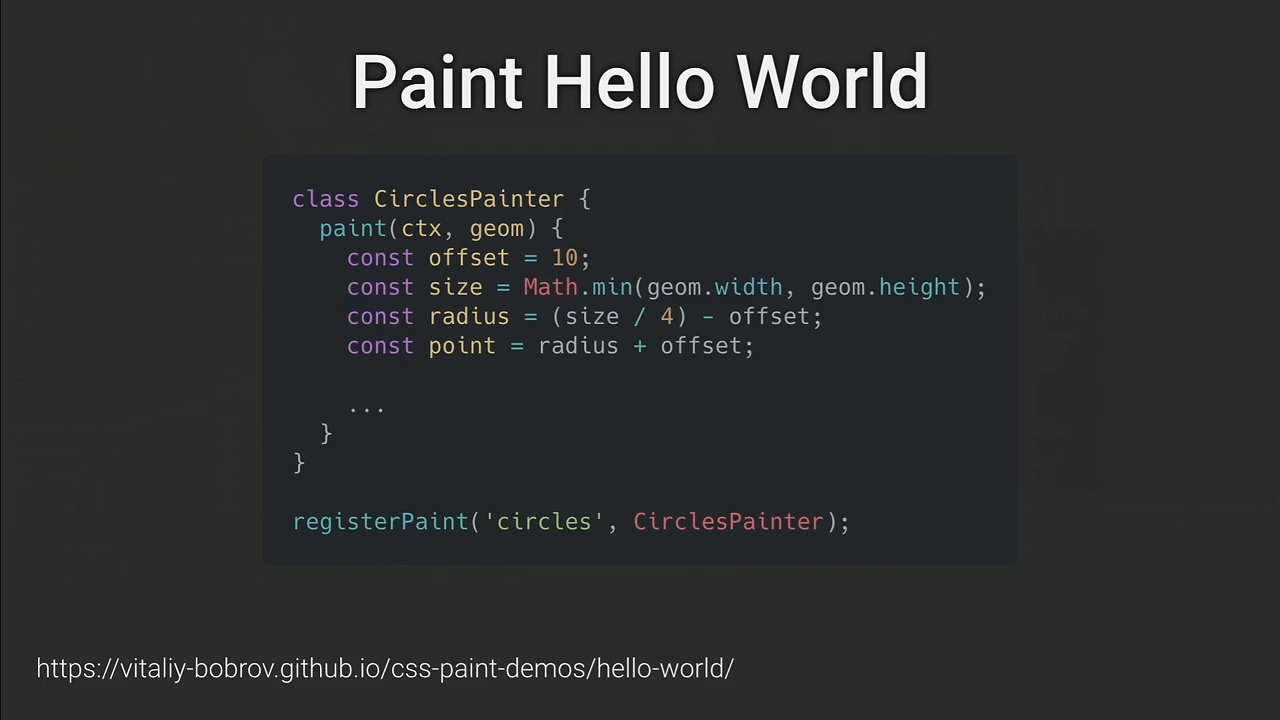 Paint Hello World
class CirclesPainter {
  paint(ctx, geom) {
    const offset = 10;
    const size = Math.min(geom.width, geom.height);
    const radius = (size / 4) - offset;
    const point = radius + offset;

    ...
  }
}

registerPaint('circles', CirclesPainter);
https://vitaliy-bobrov.github.io/css-paint-demos/hello-world/